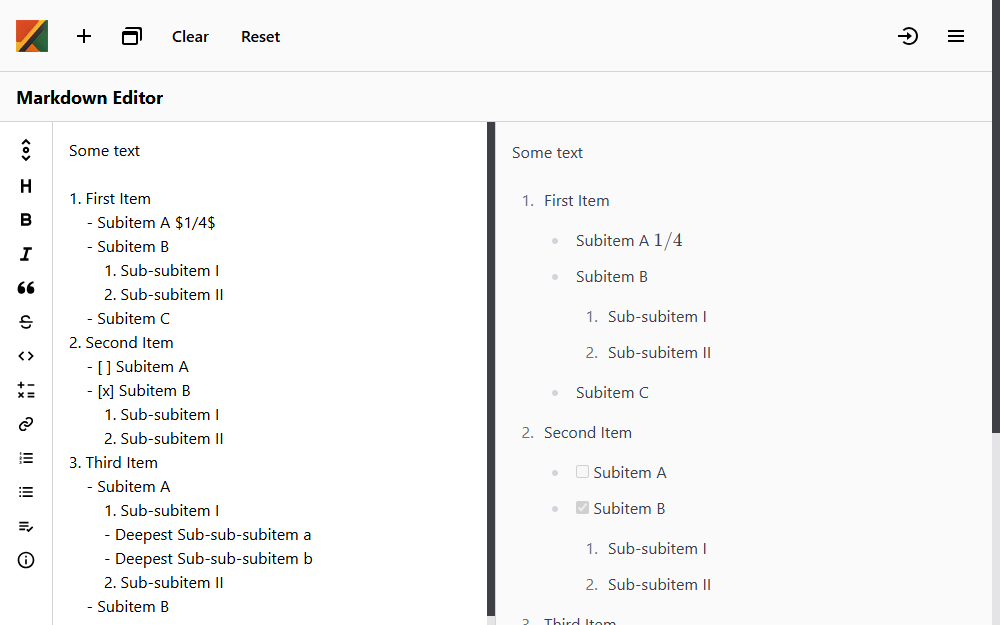 Clear Reset
Markdown Editor
Some text
1. First Item
- Subitem A $1/4$
- Subitem B
1. Sub-subitem I
2. Sub-subitem II
- Subitem C
2. Second Item
- [ ] Subitem A
- [x] Subitem B
1. Sub-subitem I
2. Sub-subitem II
3. Third Item
- Subitem A
1. Sub-subitem I
- Deepest Sub-sub-subitem a
- Deepest Sub-sub-subitem b
2. Sub-subitem II
- Subitem B
Some text
1. First Item
Subitem A 1/4
Subitem B
1. Sub-subitem I
2. Sub-subitem II
Subitem C
2. Second Item
Subitem A
Subitem B
1. Sub-subitem I
2. Sub-subitem II
3. Third Item